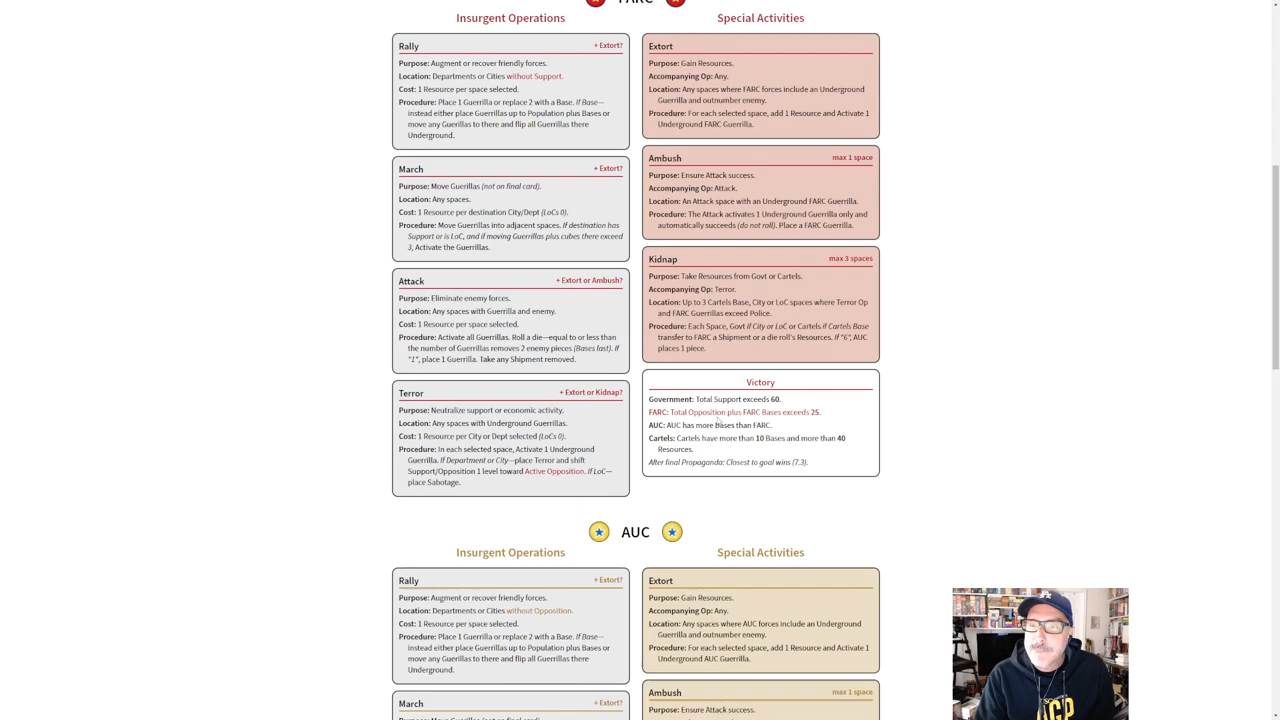 FARC
Insurgent Operations
Special Activities
Rally + Extort?
Purpose: Augment or recover friendly forces.
Location: Departments or Cities without Support.
Cost: 1 Resource per space selected.
Procedure: Place 1 Guerrilla or replace 2 with a Base. If Base—
instead either place Guerrillas up to Population plus Bases or
move any Guerillas to there and flip all Guerrillas there
Underground.
March + Extort?
Purpose: Move Guerillas (not on final card).
Location: Any spaces.
Cost: 1 Resource per destination City/Dept (LoCs 0).
Procedure: Move Guerrillas into adjacent spaces. If destination has
Support or is LoC, and if moving Guerrillas plus cubes there exceed
3, Activate the Guerrillas.
Attack + Extort or Ambush?
Purpose: Eliminate enemy forces.
Location: Any spaces with Guerrilla and enemy.
Cost: 1 Resource per space selected.
Procedure: Activate all Guerrillas. Roll a die—equal to or less than
the number of Guerrillas removes 2 enemy pieces (Bases last). If
"1", place 1 Guerrilla. Take any Shipment removed.
Terror + Extort or Kidnap?
Purpose: Neutralize support or economic activity.
Location: Any spaces with Underground Guerrillas.
Cost: 1 Resource per City or Dept selected (LoCs 0).
Procedure: In each selected space, Activate 1 Underground
Guerrilla. If Department or City—place Terror and shift
Support/Opposition 1 level toward Active Opposition. If LoC—
place Sabotage.
Extort
Purpose: Gain Resources.
Accompanying Op: Any.
Location: Any spaces where FARC forces include an Underground
Guerrilla and outnumber enemy.
Procedure: For each selected space, add 1 Resource and Activate 1
Underground FARC Guerrilla.
Ambush max 1 space
Purpose: Ensure Attack success.
Accompanying Op: Attack.
Location: An Attack space with an Underground FARC Guerrilla.
Procedure: The Attack activates 1 Underground Guerrilla only and
automatically succeeds (do not roll). Place a FARC Guerrilla.
Kidnap max 3 spaces
Purpose: Take Resources from Govt or Cartels.
Accompanying Op: Terror.
Location: Up to 3 Cartels Base, City or LoC spaces where Terror Op
and FARC Guerrillas exceed Police.
Procedure: Each Space, Govt if City or LoC or Cartels if Cartels Base
transfer to FARC a Shipment or a die roll's Resources. If "6", AUC
places 1 piece.
Victory
Government: Total Support exceeds 60.
FARC: Total Opposition plus FARC Bases exceeds 25.
AUC: AUC has more Bases than FARC.
Cartels: Cartels have more than 10 Bases and more than 40
Resources.
After final Propaganda: Closest to goal wins (7.3).
AUC
Insurgent Operations
Special Activities
Rally + Extort?
Purpose: Augment or recover friendly forces.
Location: Departments or Cities without Opposition.
Cost: 1 Resource per space selected.
Procedure: Place 1 Guerrilla or replace 2 with a Base. If Base—
instead either place Guerrillas up to Population plus Bases or
move any Guerillas to there and flip all Guerrillas there
Underground.
March + Extort?
Purpose: Move Guerillas (not on final card).
Extort
Purpose: Gain Resources.
Accompanying Op: Any.
Location: Any spaces where AUC forces include an Underground
Guerrilla and outnumber enemy.
Procedure: For each selected space, add 1 Resource and Activate 1
Underground AUC Guerrilla.
Ambush max 1 space
Purpose: Ensure Attack success.